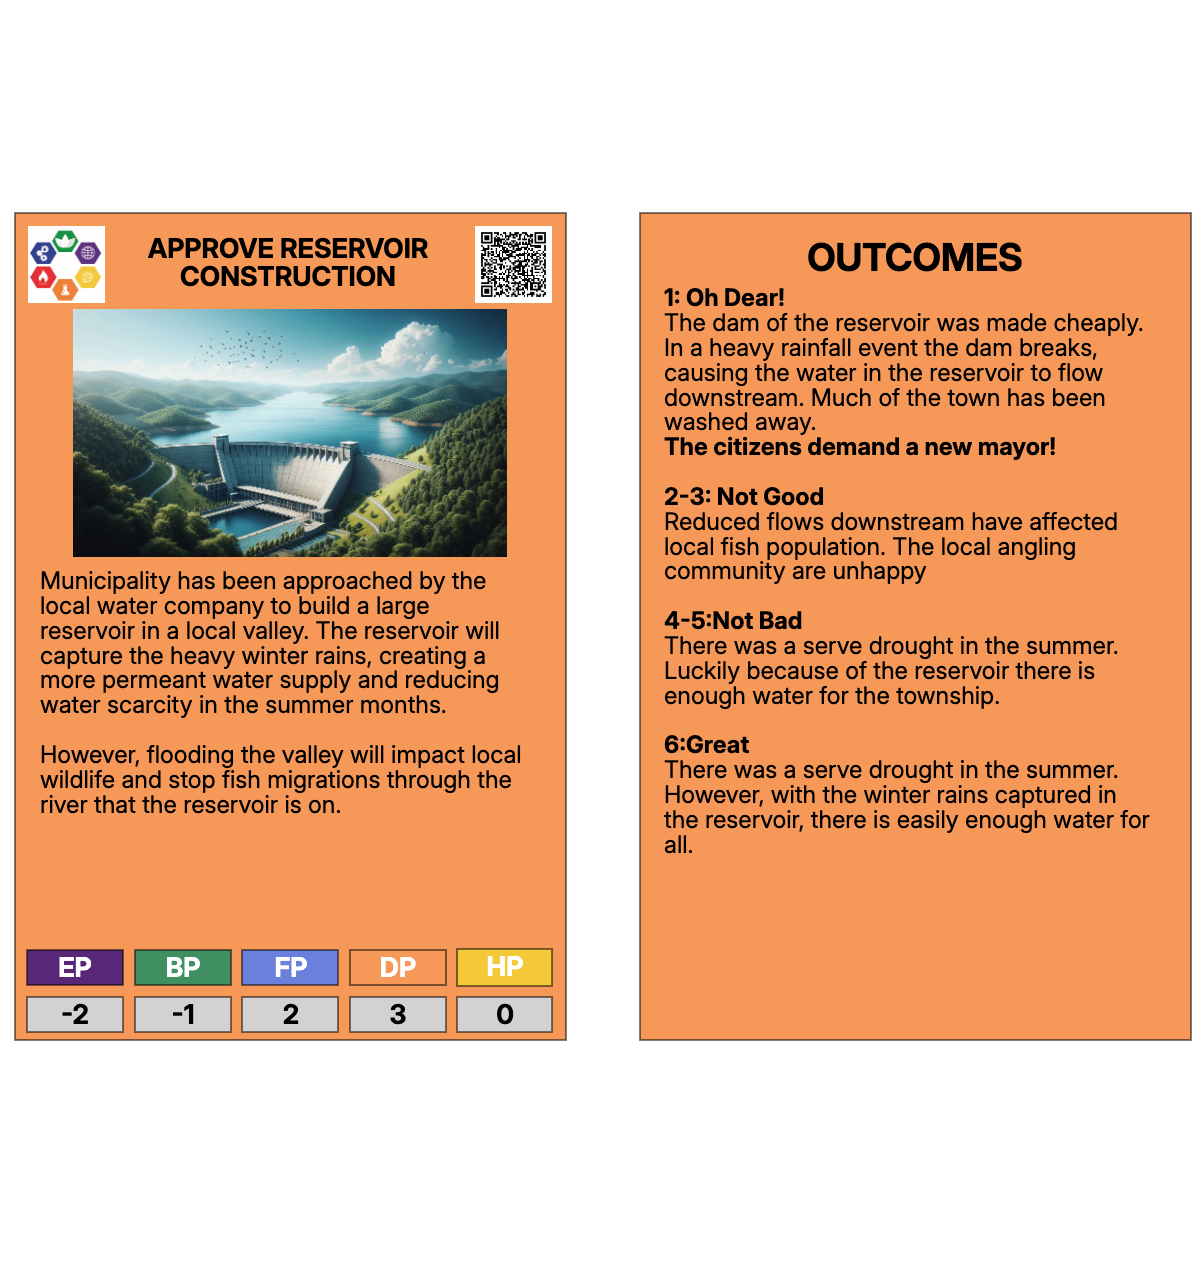 APPROVE RESERVOIR
CONSTRUCTION
Municipality has been approached by the
local water company to build a large
reservoir in a local valley. The reservoir will
capture the heavy winter rains, creating a
more permeant water supply and reducing
water scarcity in the summer months.
However, flooding the valley will impact local
wildlife and stop fish migrations through the
river that the reservoir is on.
EP BP FP DP HP
-2 -1 2 3 0
OUTCOMES
1: Oh Dear!
The dam of the reservoir was made cheaply.
In a heavy rainfall event the dam breaks,
causing the water in the reservoir to flow
downstream. Much of the town has been
washed away.
The citizens demand a new mayor!
2-3: Not Good
Reduced flows downstream have affected
local fish population. The local angling
community are unhappy
4-5:Not Bad
There was a serve drought in the summer.
Luckily because of the reservoir there is
enough water for the township.
6:Great
There was a serve drought in the summer.
However, with the winter rains captured in
the reservoir, there is easily enough water for
all.